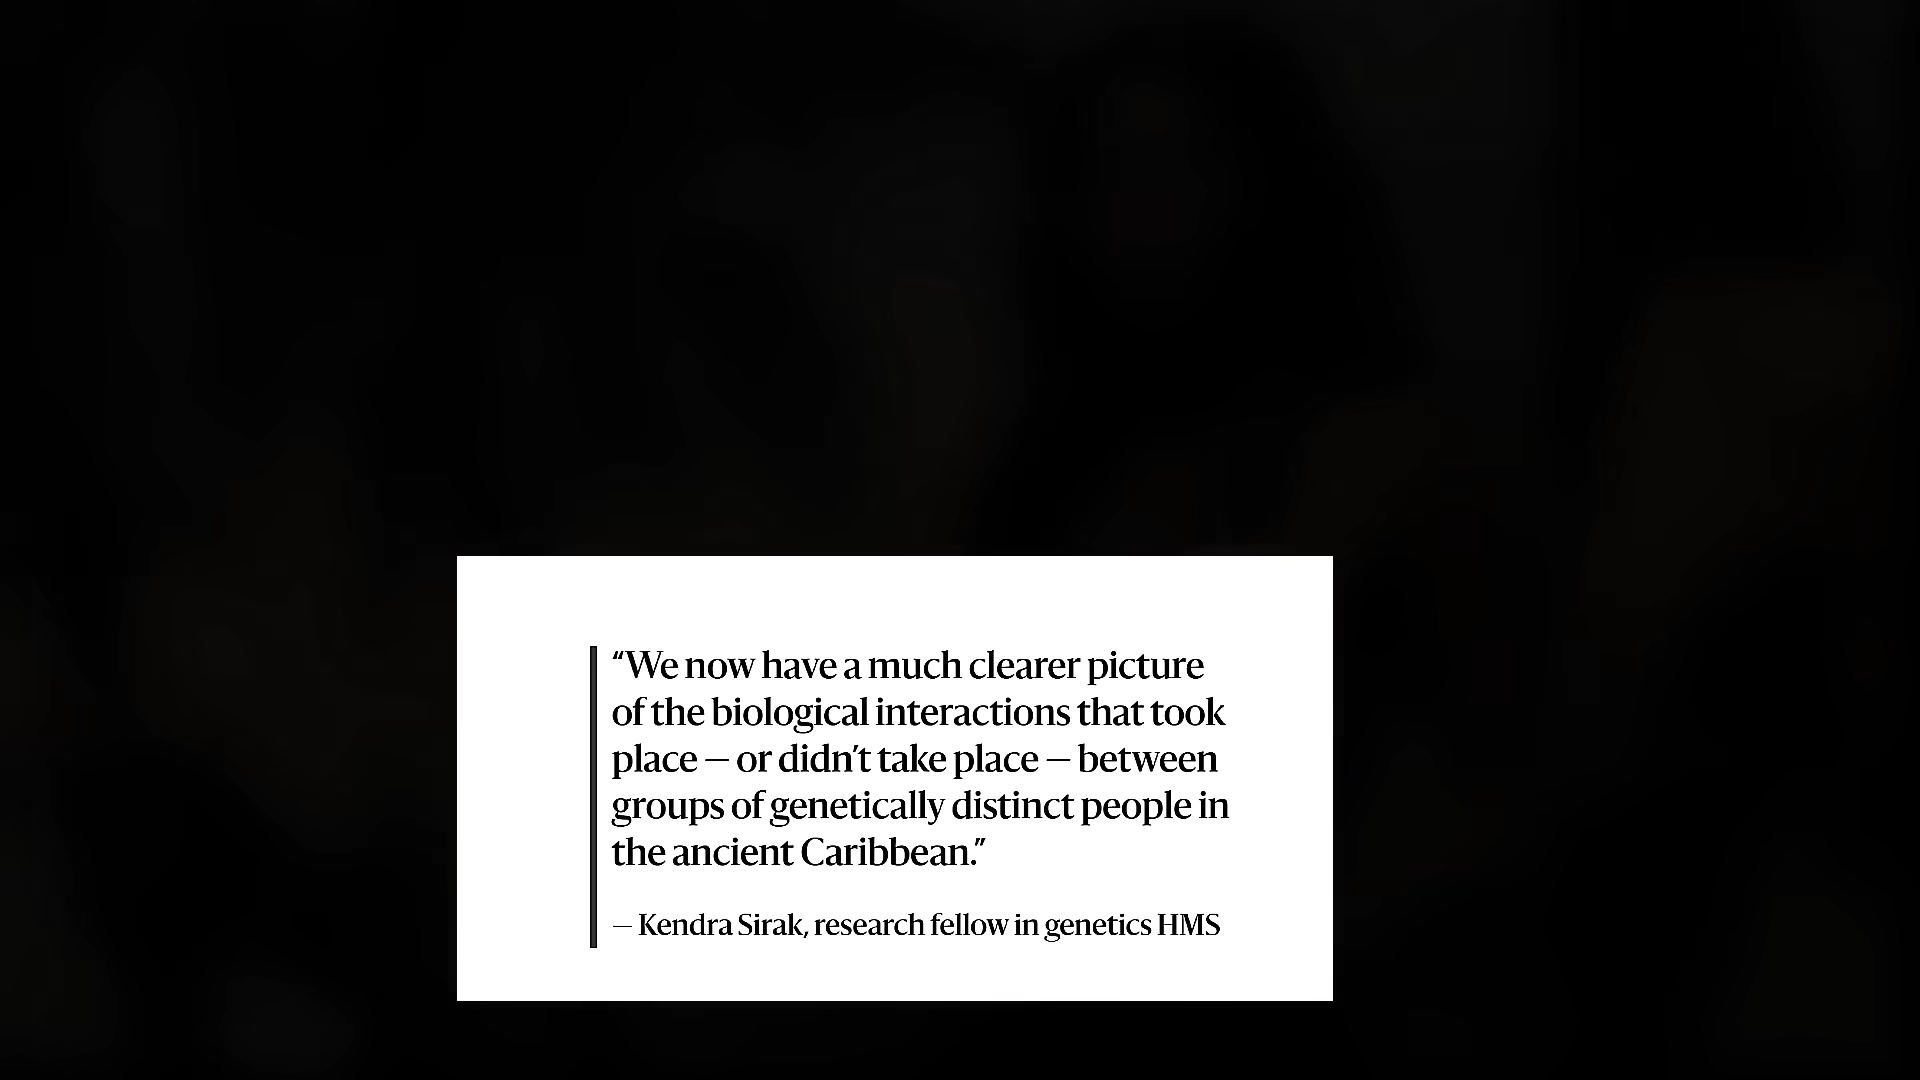 “We now have a much clearer picture
of the biological interactions that took
place — or didn’t take place — between
groups of genetically distinct people in
the ancient Caribbean.”
— Kendra Sirak, research fellow in genetics HMS